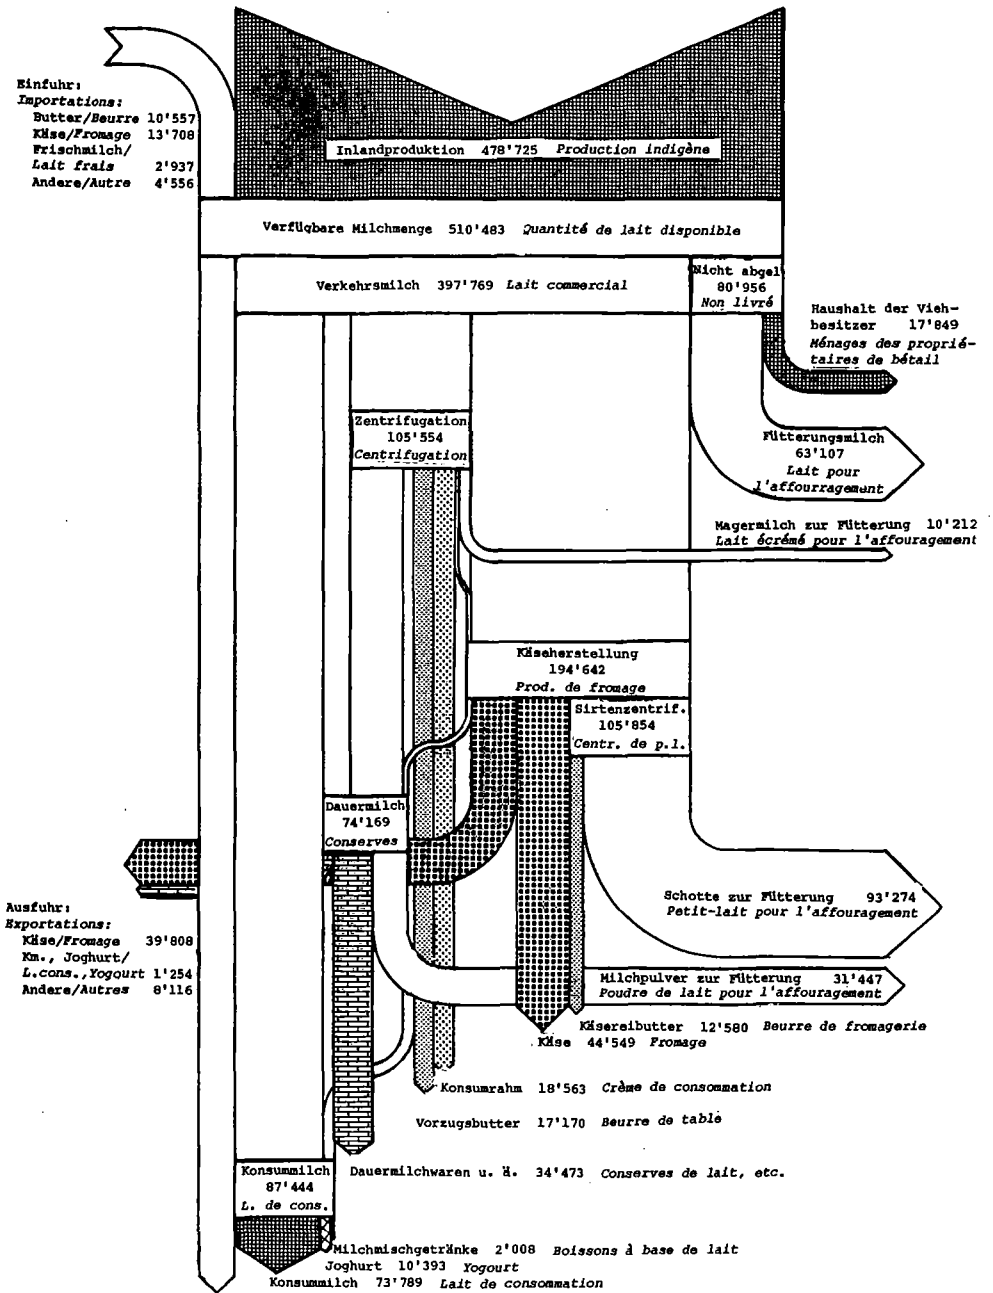 Einfuhr:
Importations:
Butter/Beurre 10'557
Käse/Fromage 13'708
Frischmilch/
Lait frais 2'937
Andere/Autre 4'556
Inlandproduktion 478'725 Production indigène
Verfügbare Milchmenge 510'483 Quantité de lait disponible
Verkehrsmilch 397'769 Lait commercial
Nicht abgel
80'956
Non livré
Haushalt der Vieh-
besitzer 17'849
Ménages des proprié-
taires de bétail
Zentrifugation
105'554
Centrifugation
Fütterungsmilch
63'107
Lait pour
l'affourragement
Magermilch zur Fütterung 10'212
Lait écrémé pour l'affouragement
Käseherstellung
194'642
Prod. de fromage
Sirtenzentrif.
105'854
Centr. de p.l.
Dauermilch
74'169
Conserves
Schotte zur Fütterung 93'274
Petit-lait pour l'affouragement
Ausfuhr:
Exportations:
Käse/Fromage 39'808
Km., Joghurt/
L.cons.,Yogourt 1'254
Andere/Autres 8'116
Milchpulver zur Fütterung 31'447
Poudre de lait pour l'affouragement
Käsereibutter 12'580 Beurre de fromagerie
Käse 44'549 Fromage
Konsumrahm 18'563 Crème de consommation
Vorzugsbutter 17'170 Beurre de table
Dauermilchwaren u. Ä. 34'473 Conserves de lait, etc.
Konsummilch
87'444
L. de cons.
Milchmischgetränke 2'008 Boissons à base de lait
Joghurt 10'393 Yogourt
Konsummilch 73'789 Lait de consommation